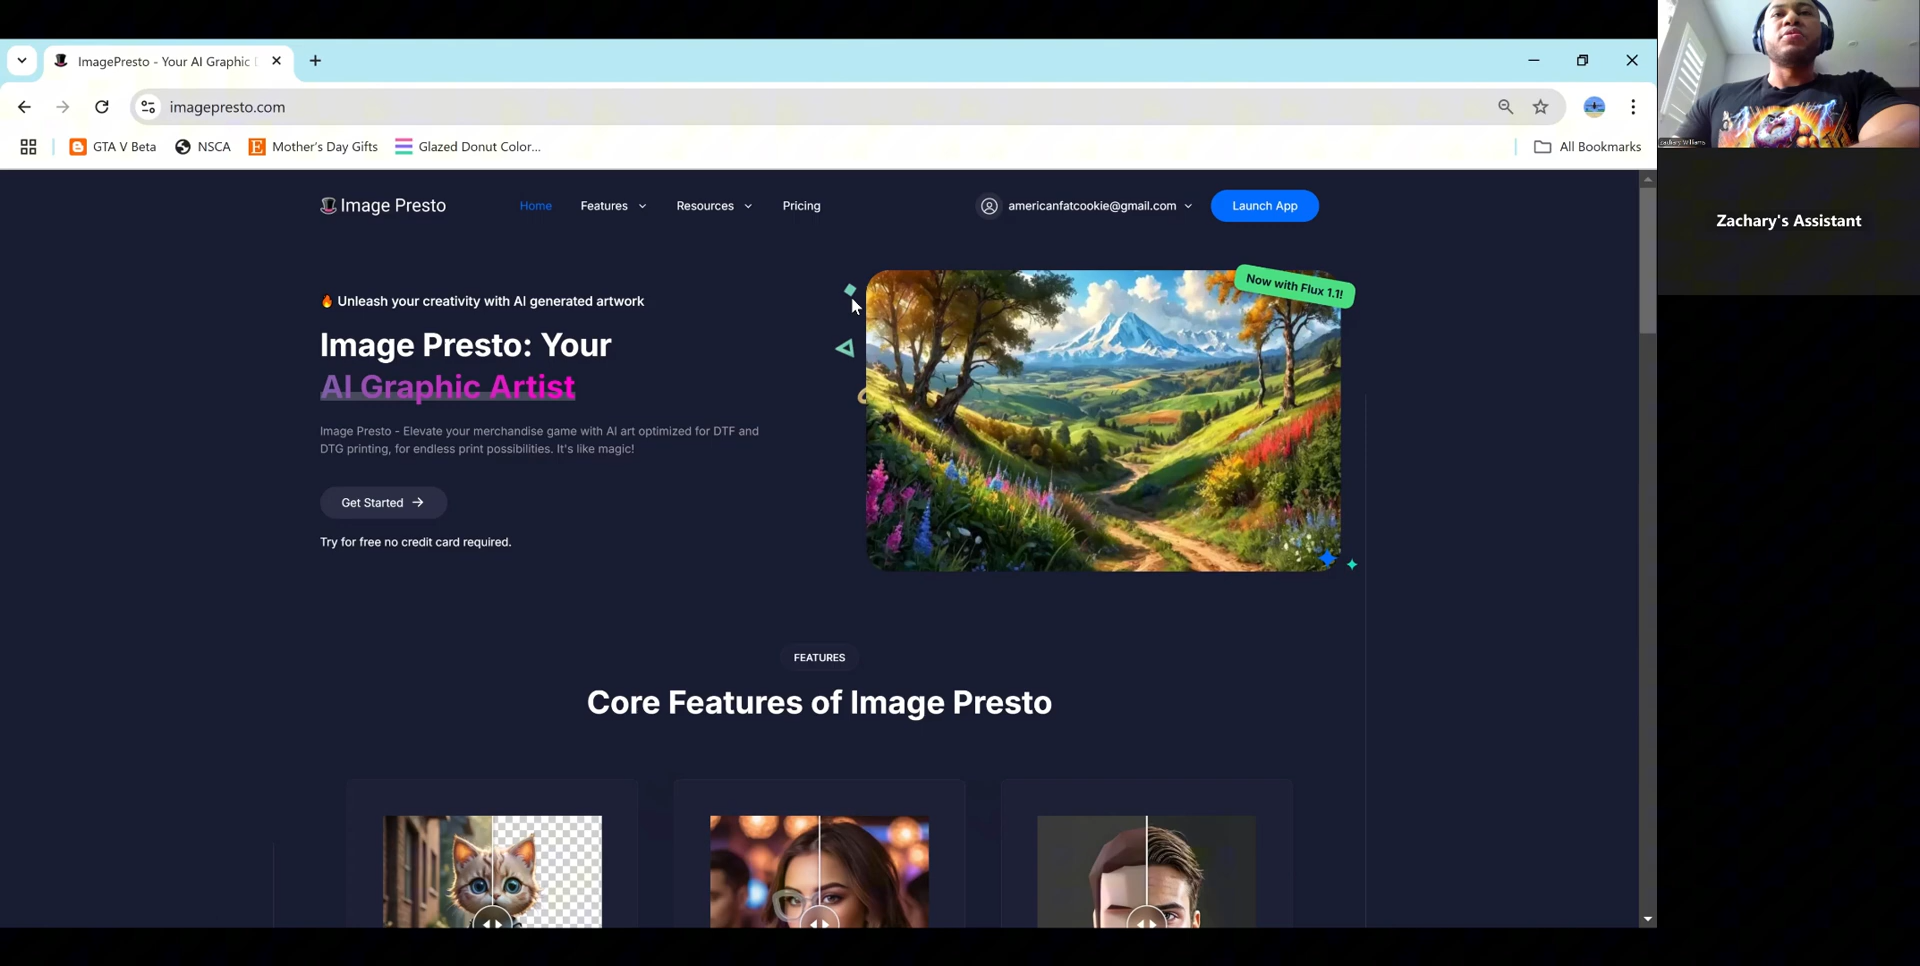 ImagePresto - Your AI Graphic
imagepresto.com
GTA V Beta
NSCA
Mother's Day Gifts
Glazed Donut Color...
All Bookmarks
Image Presto
Home
Features
Resources
Pricing
americanfatcookie@gmail.com
Launch App
Now with Flux 1.1!
🔥 Unleash your creativity with AI generated artwork
Image Presto: Your
AI Graphic Artist
Image Presto - Elevate your merchandise game with AI art optimized for DTF and
DTG printing, for endless print possibilities. It's like magic!
Get Started →
Try for free no credit card required.
FEATURES
Core Features of Image Presto
Zachary Williams
Zachary's Assistant